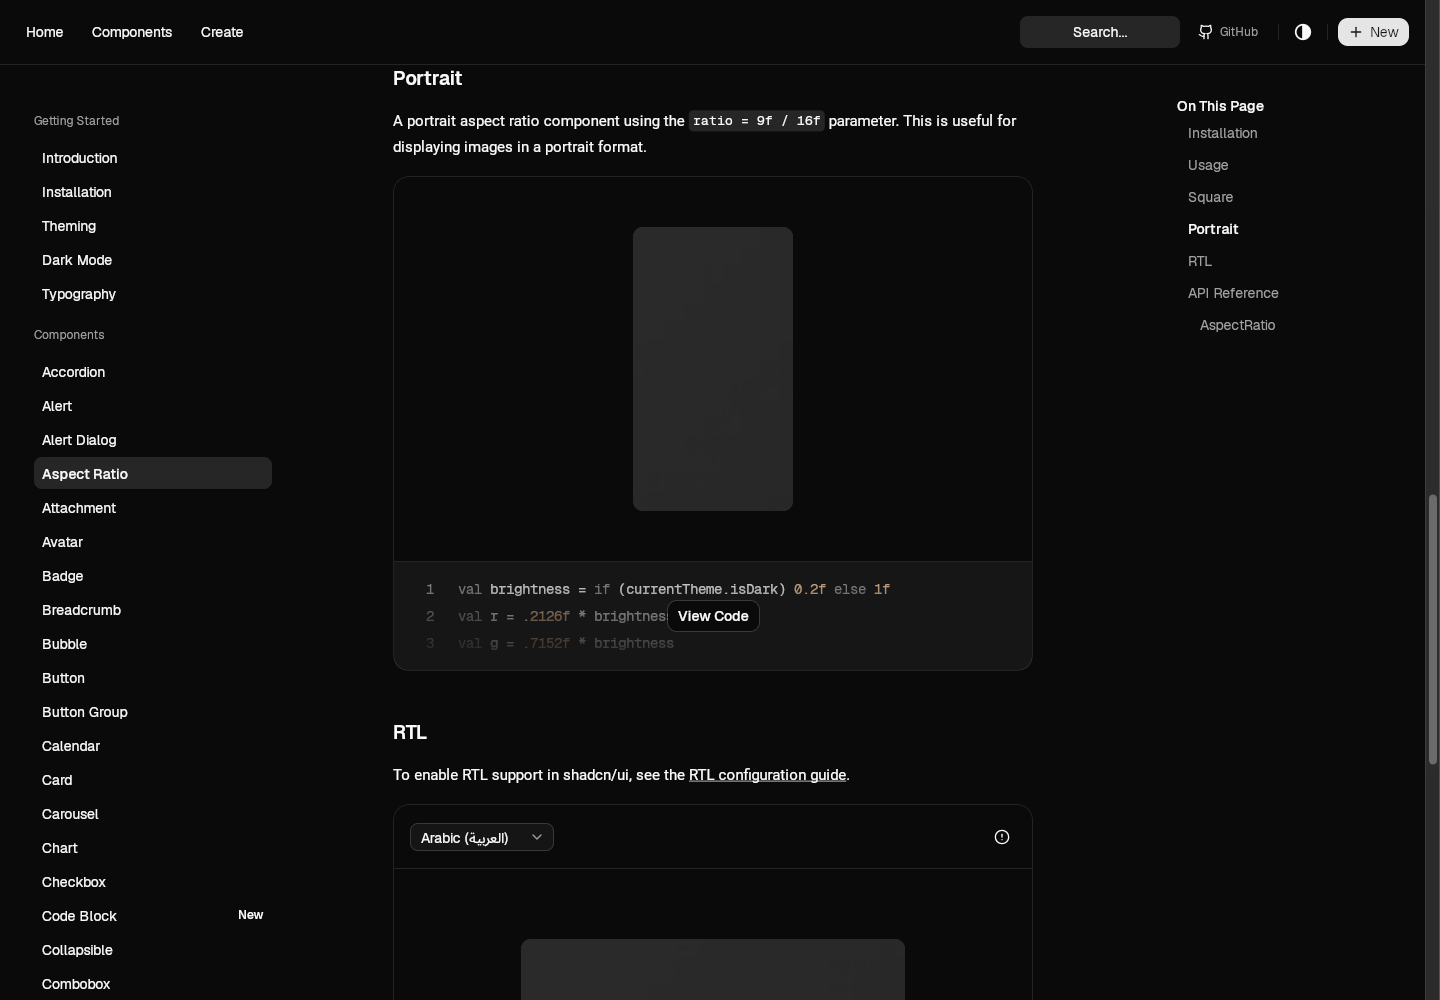 Home
Components
Create
Search...
GitHub
New
Getting Started
Introduction
Installation
Theming
Dark Mode
Typography
Components
Accordion
Alert
Alert Dialog
Aspect Ratio
Attachment
Avatar
Badge
Breadcrumb
Bubble
Button
Button Group
Calendar
Card
Carousel
Chart
Checkbox
Code Block New
Collapsible
Combobox
Portrait
A portrait aspect ratio component using the ratio = 9f / 16f parameter. This is useful for
displaying images in a portrait format.
1 val brightness = if (currentTheme.isDark) 0.2f else 1f
2 val r = .2126f * brightness
View Code
3 val g = .7152f * brightness
RTL
To enable RTL support in shadcn/ui, see the RTL configuration guide.
Arabic (العربية)
On This Page
Installation
Usage
Square
Portrait
RTL
API Reference
AspectRatio